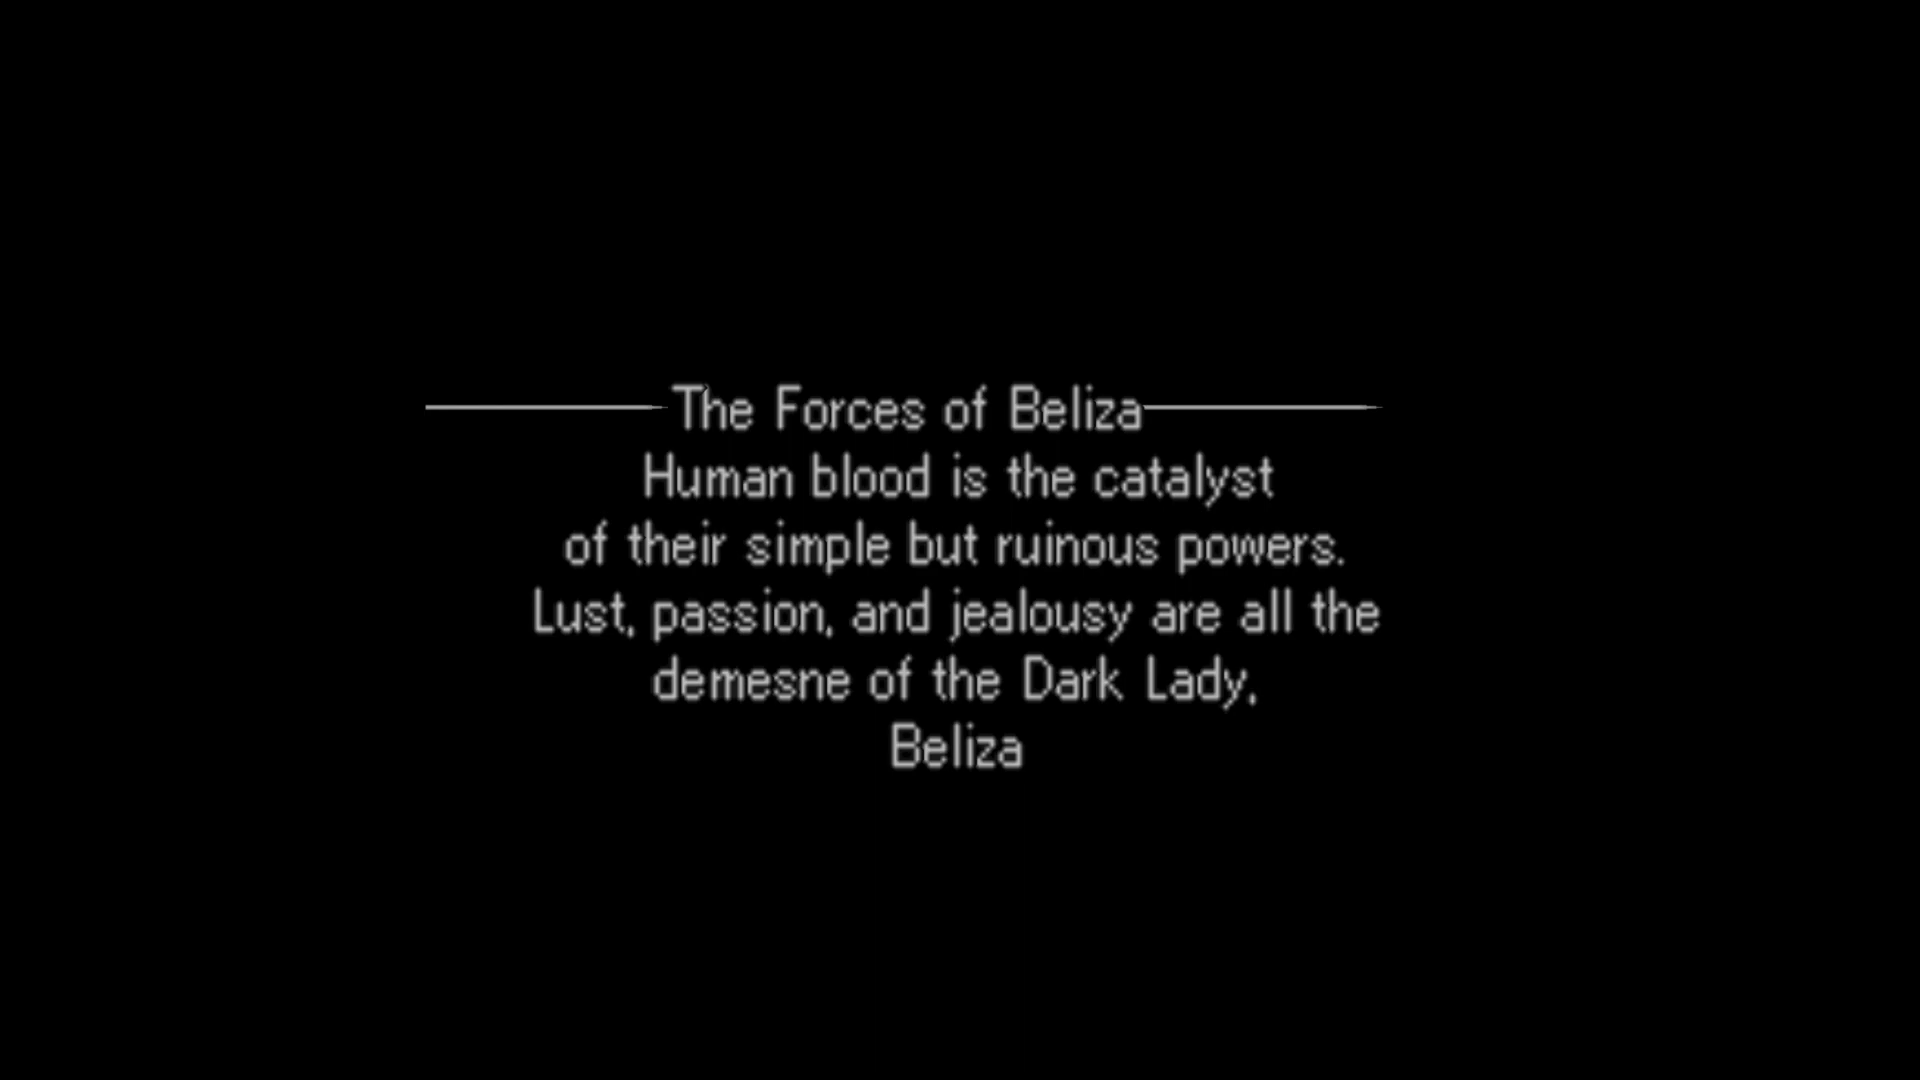 The Forces of Beliza
Human blood is the catalyst
of their simple but ruinous powers.
Lust, passion, and jealousy are all the
demesne of the Dark Lady,
Beliza